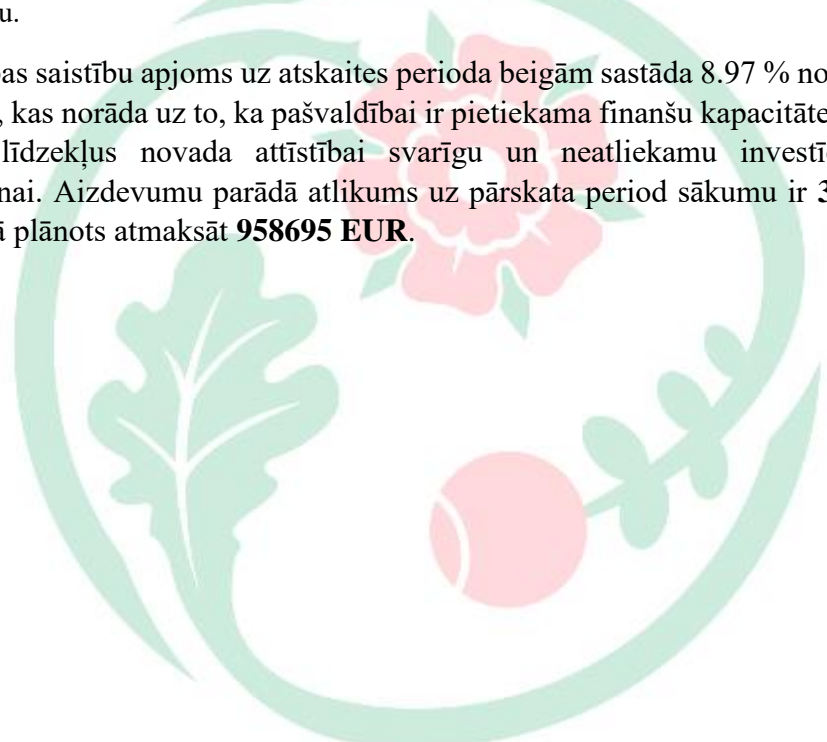 u.
bas saistību apjoms uz atskaites perioda beigām sastāda 8.97 % no
, kas norāda uz to, ka pašvaldībai ir pietiekama finanšu kapacitāte
līdzekļus novada attīstībai svarīgu un neatliekamu
nai. Aizdevumu parādā atlikums uz pārskata period sākumu ir 3
ā plānots atmaksāt 958695 EUR.